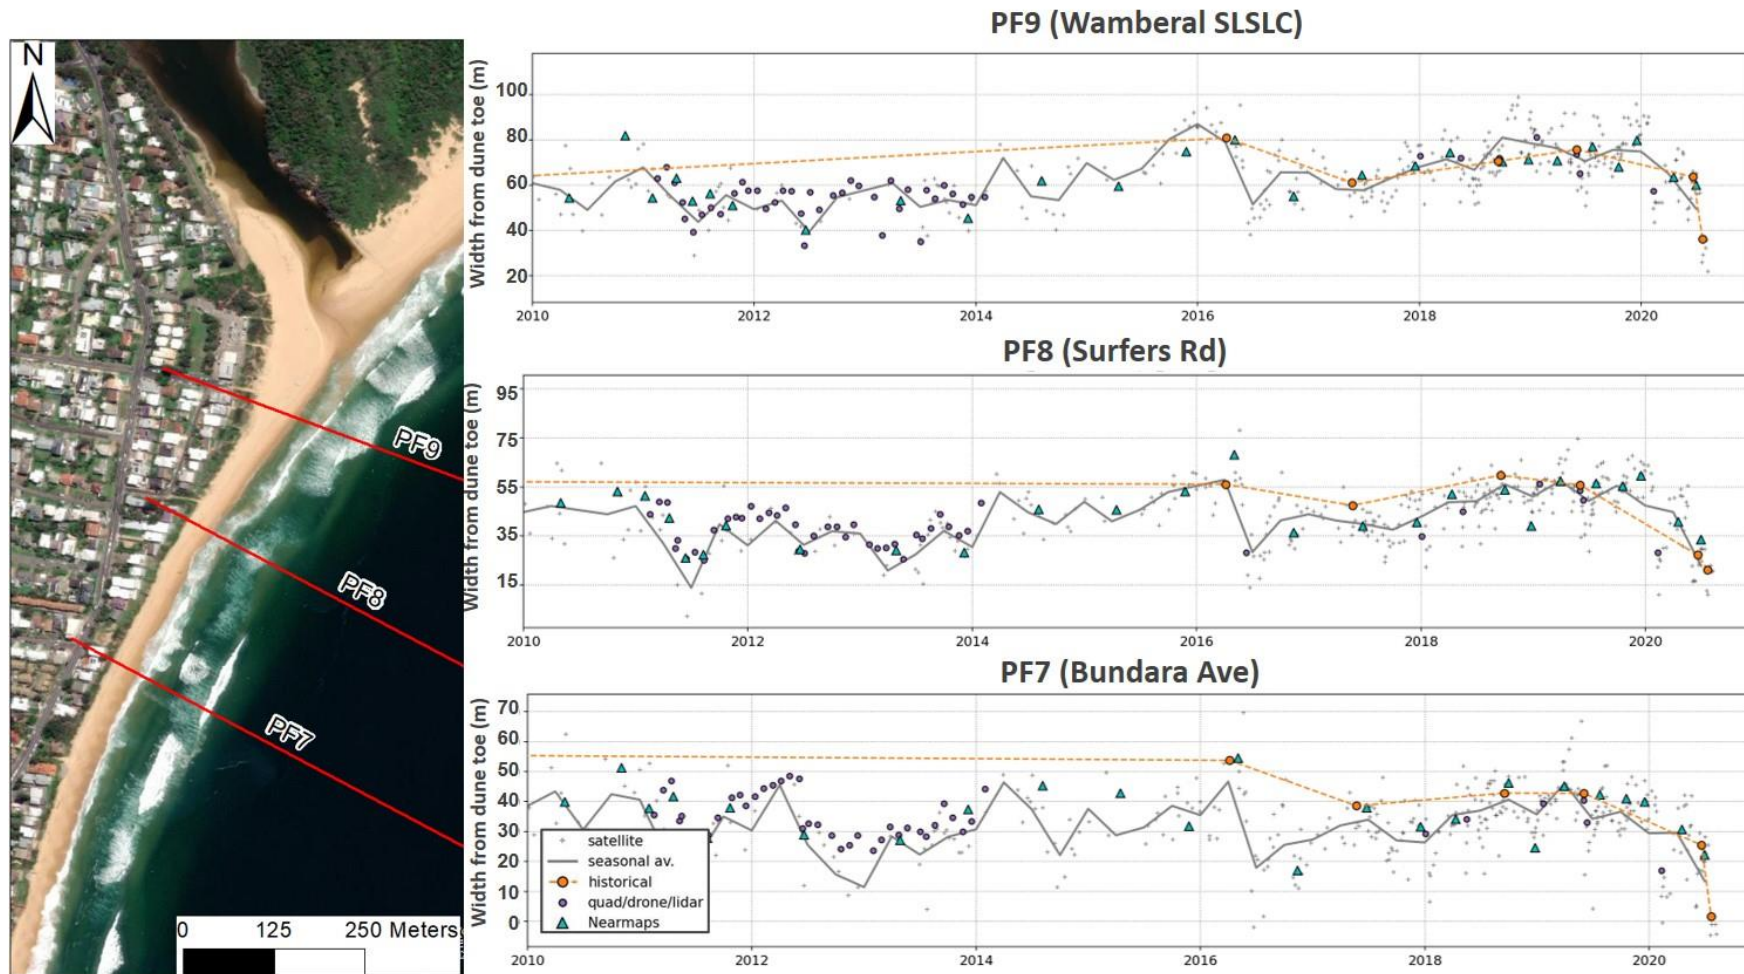 N
PF9
PF8
PF7
0 125 250 Meters
PF9 (Wamberal SLSLC)
Width from dune toe (m)
100
80
60
40
20
2010 2012 2014 2016 2018 2020
PF8 (Surfers Rd)
Width from dune toe (m)
95
75
55
35
15
2010 2012 2014 2016 2018 2020
PF7 (Bundara Ave)
Width from dune toe (m)
70
60
50
40
30
20
10
0
satellite
seasonal av.
historical
quad/drone/lidar
Nearmaps
2010 2012 2014 2016 2018 2020